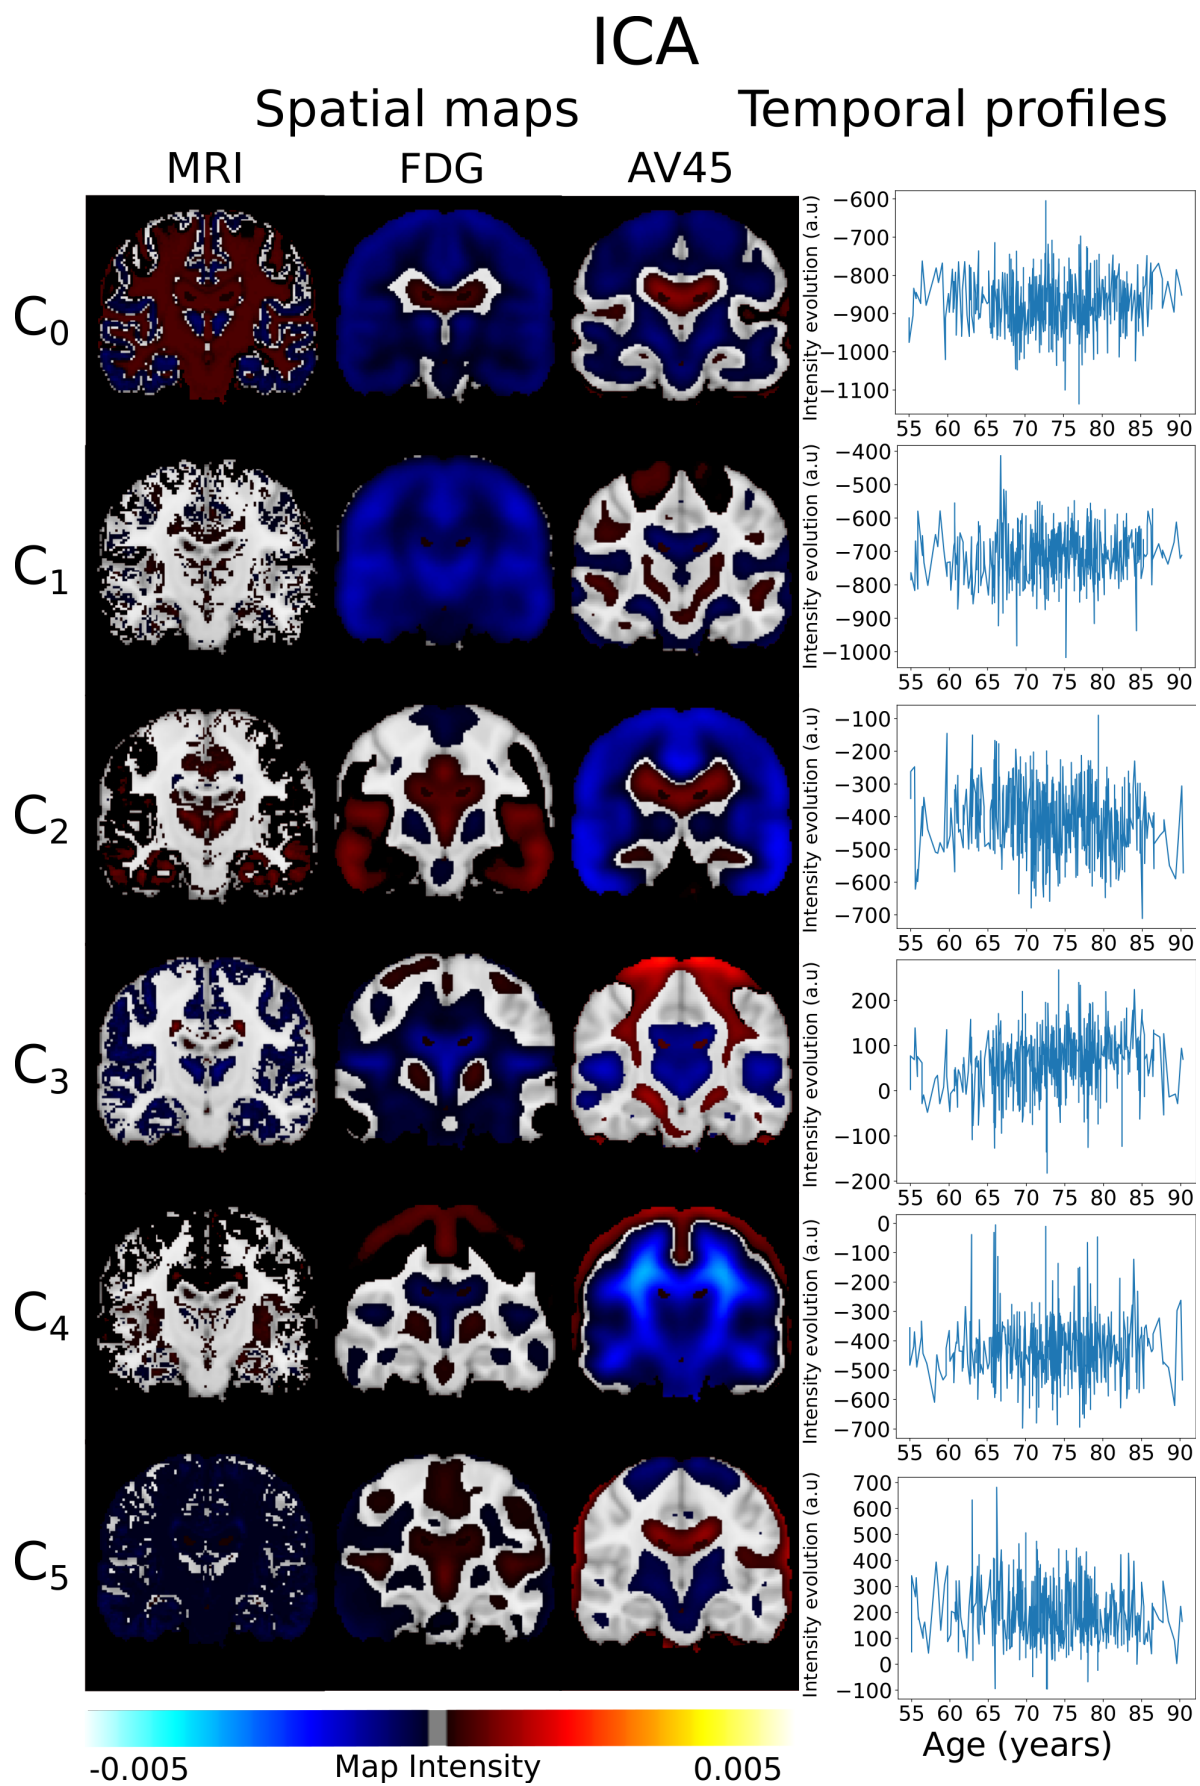 ICA
Spatial maps Temporal profiles
MRI FDG AV45
C0
Intensity evolution (a.u)
−600
−700
−800
−900
−1000
−1100
55 60 65 70 75 80 85 90
C1
Intensity evolution (a.u)
−400
−500
−600
−700
−800
−900
−1000
55 60 65 70 75 80 85 90
C2
Intensity evolution (a.u)
−100
−200
−300
−400
−500
−600
−700
55 60 65 70 75 80 85 90
C3
Intensity evolution (a.u)
200
100
0
−100
−200
55 60 65 70 75 80 85 90
C4
Intensity evolution (a.u)
0
−100
−200
−300
−400
−500
−600
−700
55 60 65 70 75 80 85 90
C5
Intensity evolution (a.u)
700
600
500
400
300
200
100
0
−100
55 60 65 70 75 80 85 90
Age (years)
-0.005 Map Intensity 0.005